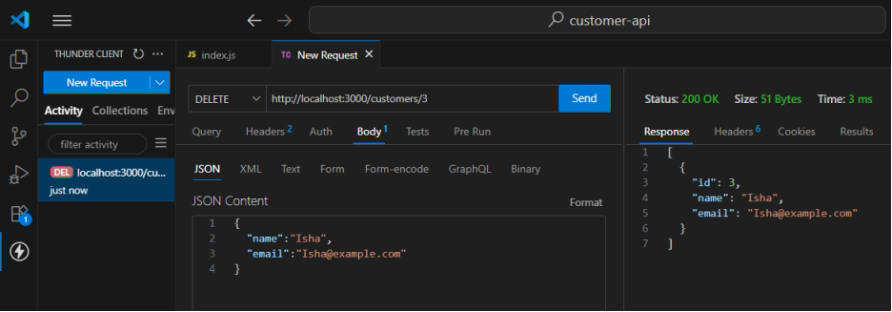 customer-api
THUNDER CLIENT
New Request
Activity Collections Env
filter activity
DEL localhost:3000/cu...
just now
1
JS index.js
TC New Request
DELETE http://localhost:3000/customers/3 Send
Query Headers 2 Auth Body 1 Tests Pre Run
JSON XML Text Form Form-encode GraphQL Binary
JSON Content Format
1 {
2 "name":"Isha",
3 "email":"Isha@example.com"
4 }
Status: 200 OK Size: 51 Bytes Time: 3 ms
Response Headers 6 Cookies Results
1 [
2 {
3 "id": 3,
4 "name": "Isha",
5 "email": "Isha@example.com"
6 }
7 ]